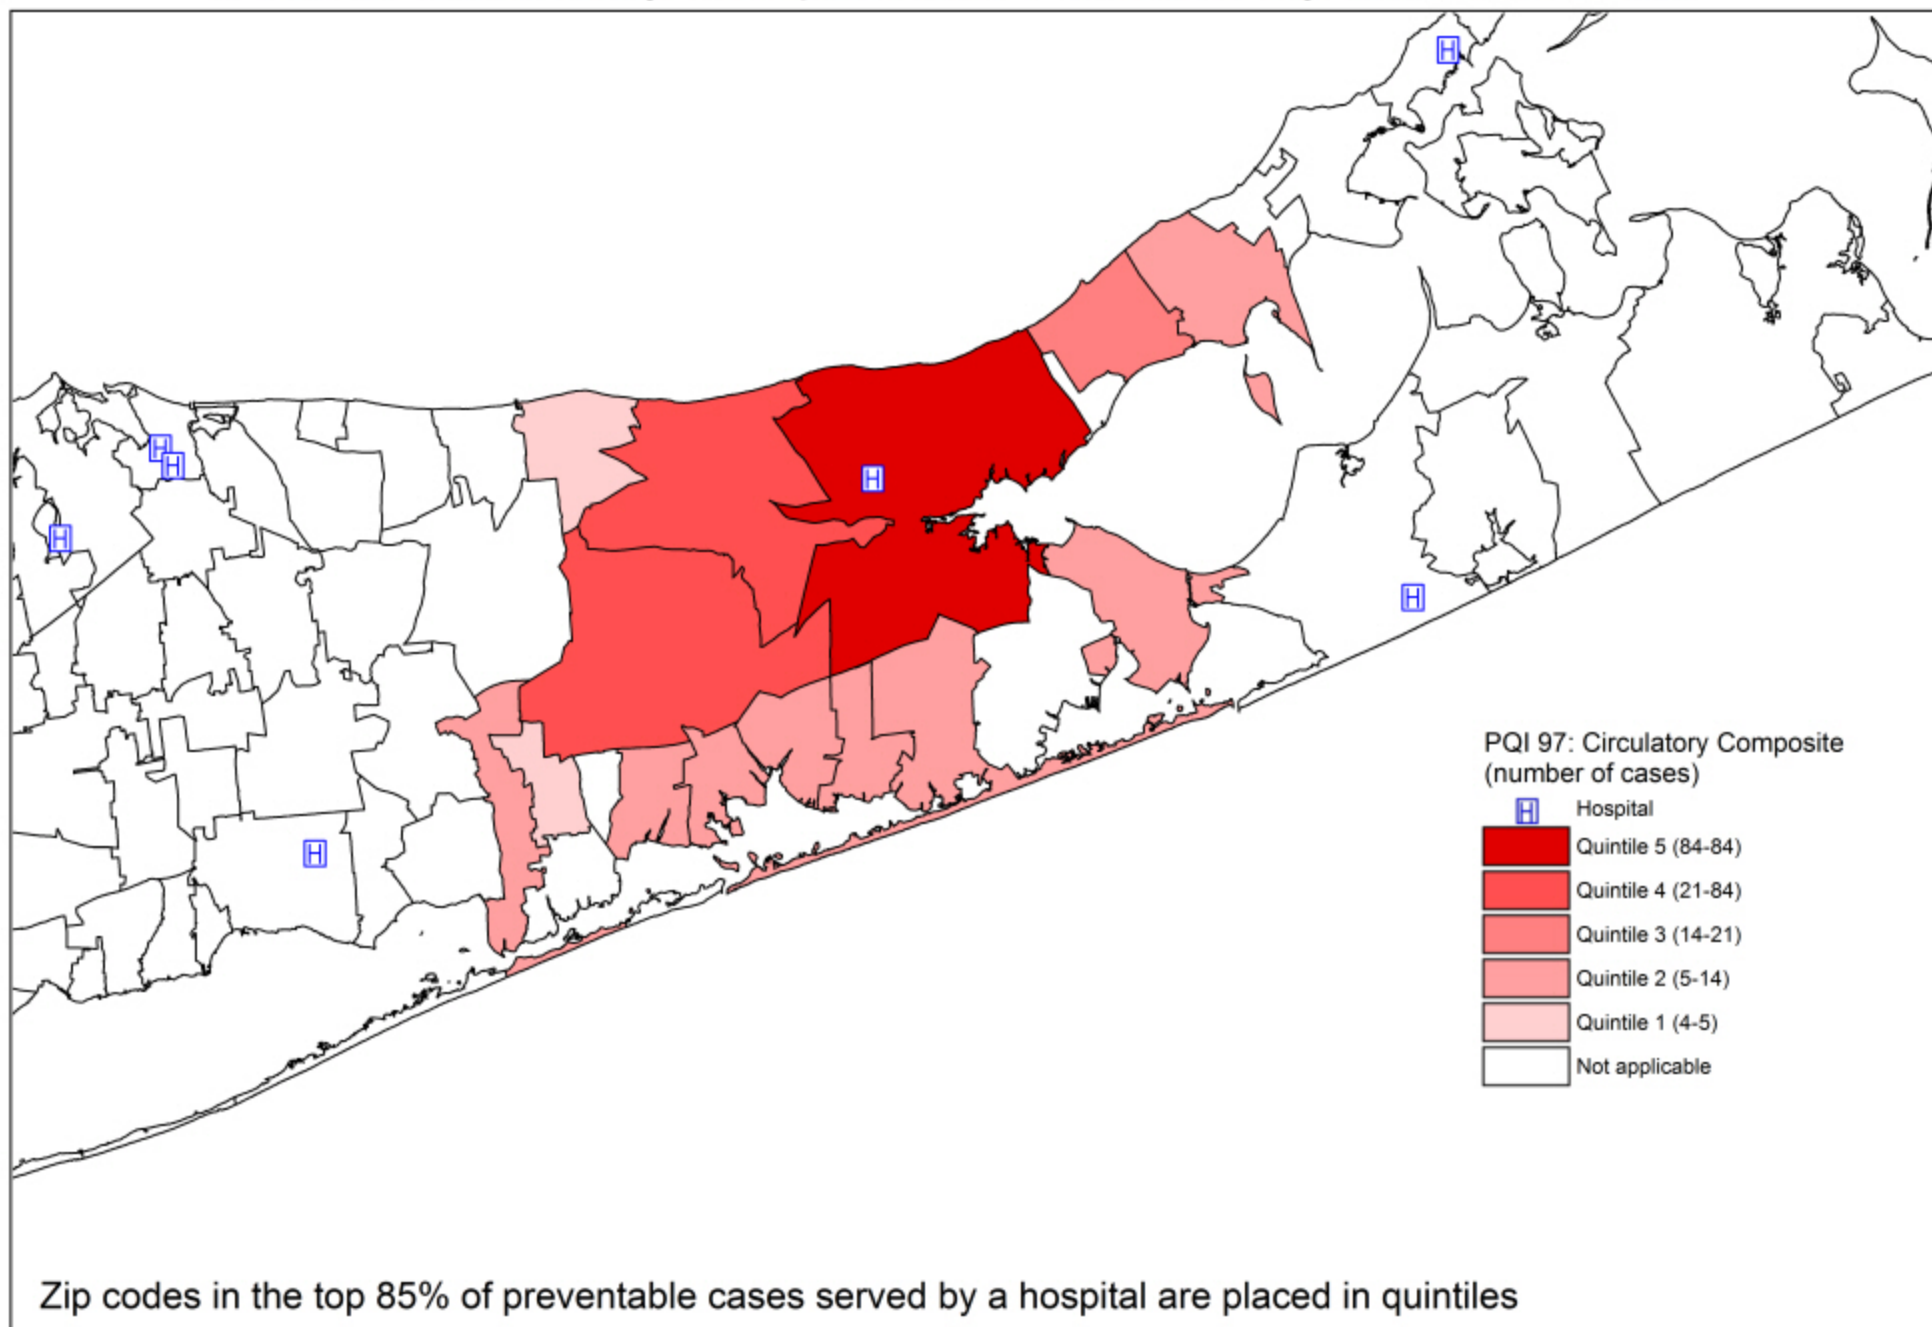 H
H
H
H
H
H
H
PQI 97: Circulatory Composite
(number of cases)
H Hospital
Quintile 5 (84-84)
Quintile 4 (21-84)
Quintile 3 (14-21)
Quintile 2 (5-14)
Quintile 1 (4-5)
Not applicable
Zip codes in the top 85% of preventable cases served by a hospital are placed in quintiles